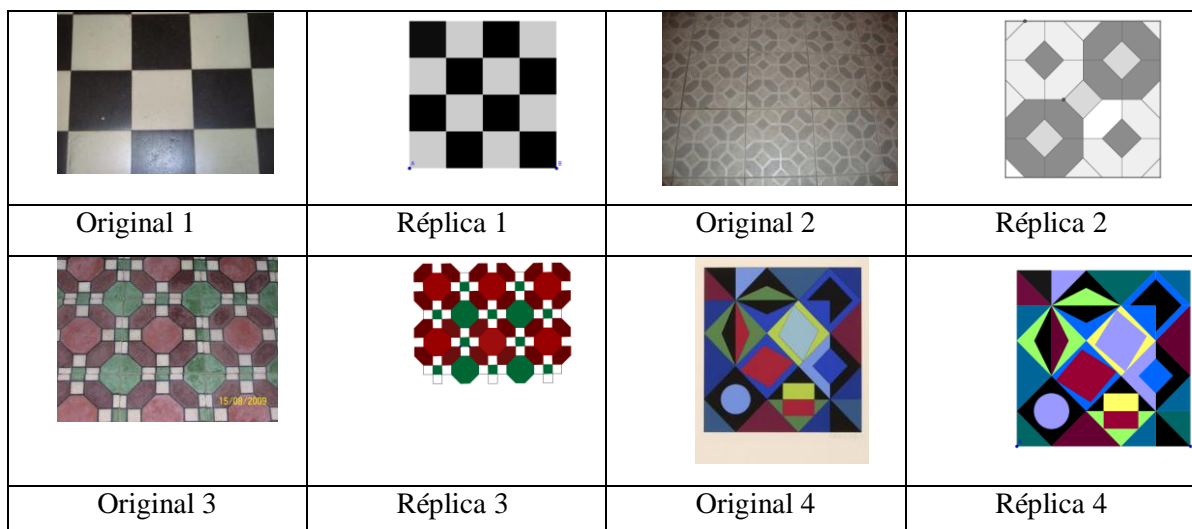 A B
Original 1 Réplica 1 Original 2 Réplica 2
15/08/2009
Original 3 Réplica 3 Original 4 Réplica 4